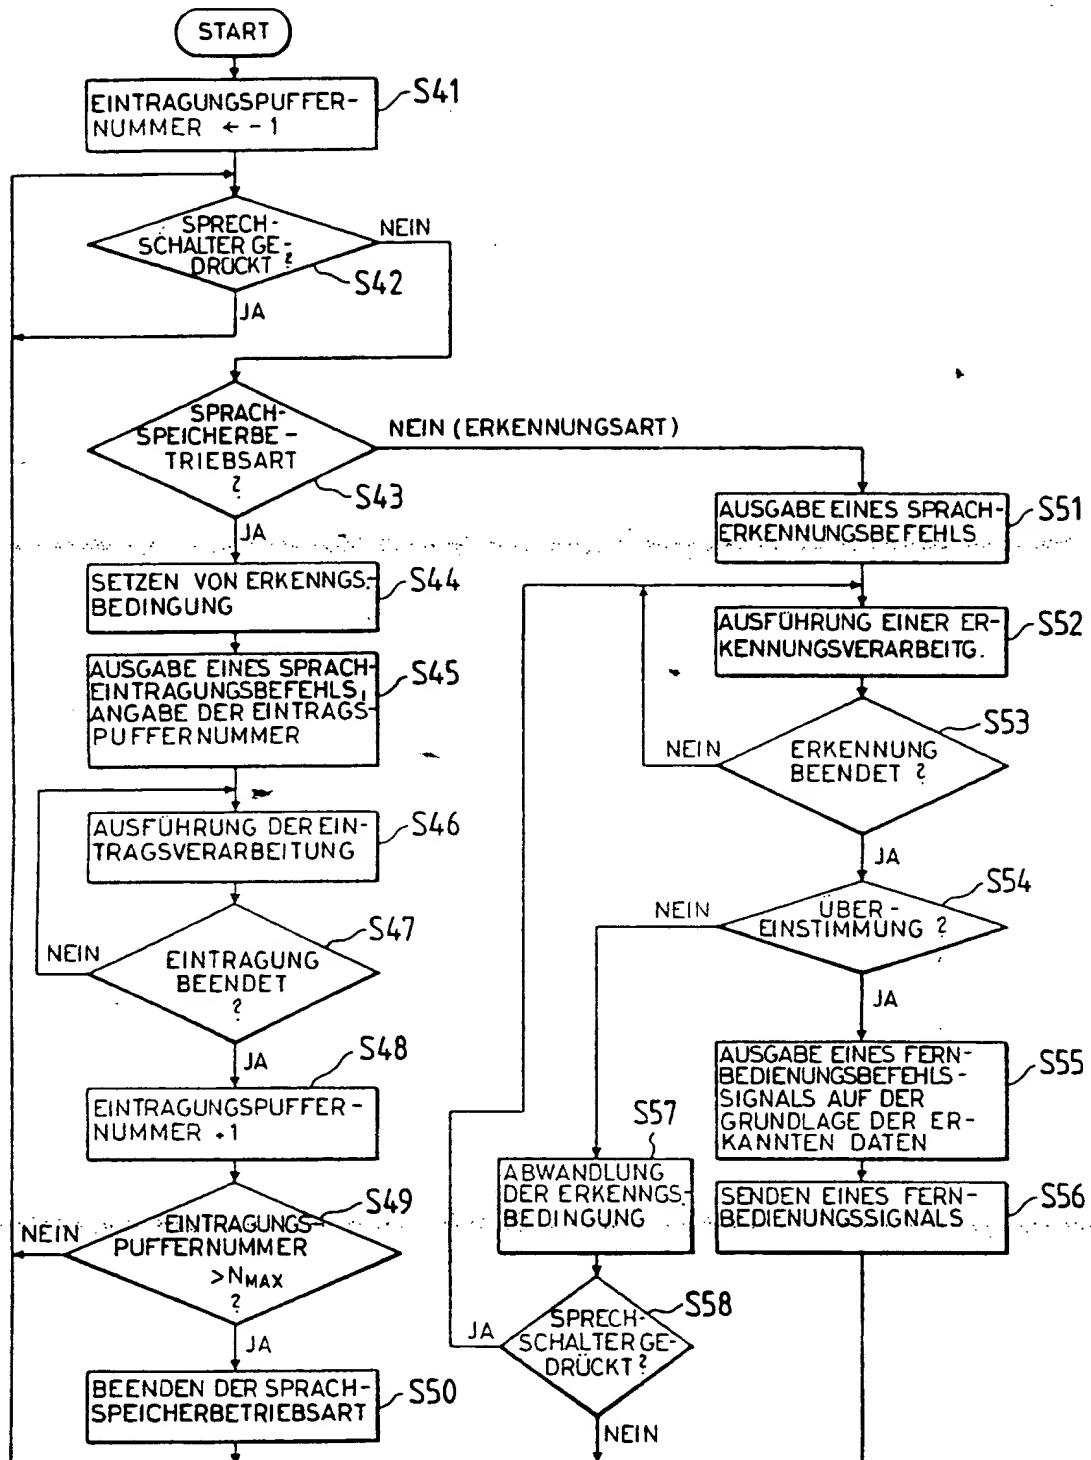 START
EINTRAGUNGSPUFFER-
NUMMER ← - 1
S41
SPRECH-
SCHALTER GE-
DRÜCKT ?
NEIN
S42
JA
SPRACH-
SPEICHERBE-
TRIEBSART
?
NEIN (ERKENNUNGSART)
S43
JA
SETZEN VON ERKENNGS-
BEDINGUNG
S44
AUSGABE EINES SPRACH-
EINTRAGUNGSBEFEHLS,
ANGABE DER EINTRAGS-
PUFFERNUMMER
S45
AUSFÜHRUNG DER EIN-
TRAGSVERARBEITUNG
S46
EINTRAGUNG
BEENDET
?
NEIN
S47
JA
EINTRAGUNGSPUFFER-
NUMMER +1
S48
EINTRAGUNGS-
PUFFERNUMMER
>NMAX
?
NEIN
S49
JA
BEENDEN DER SPRACH-
SPEICHERBETRIEBSART
S50
AUSGABE EINES SPRACH-
ERKENNUNGSBEFEHLS
S51
AUSFÜHRUNG EINER ER-
KENNUNGSVERARBEITG.
S52
ERKENNUNG
BEENDET ?
NEIN
S53
JA
ÜBER-
EINSTIMMUNG ?
NEIN
S54
JA
AUSGABE EINES FERN-
BEDIENUNGSBEFEHLS-
SIGNALS AUF DER
GRUNDLAGE DER ER-
KANNTEN DATEN
S55
SENDEN EINES FERN-
BEDIENUNGSSIGNALS
S56
ABWANDLUNG
DER ERKENNGS-
BEDINGUNG
S57
SPRECH-
SCHALTER GE-
DRÜCKT ?
JA
S58
NEIN